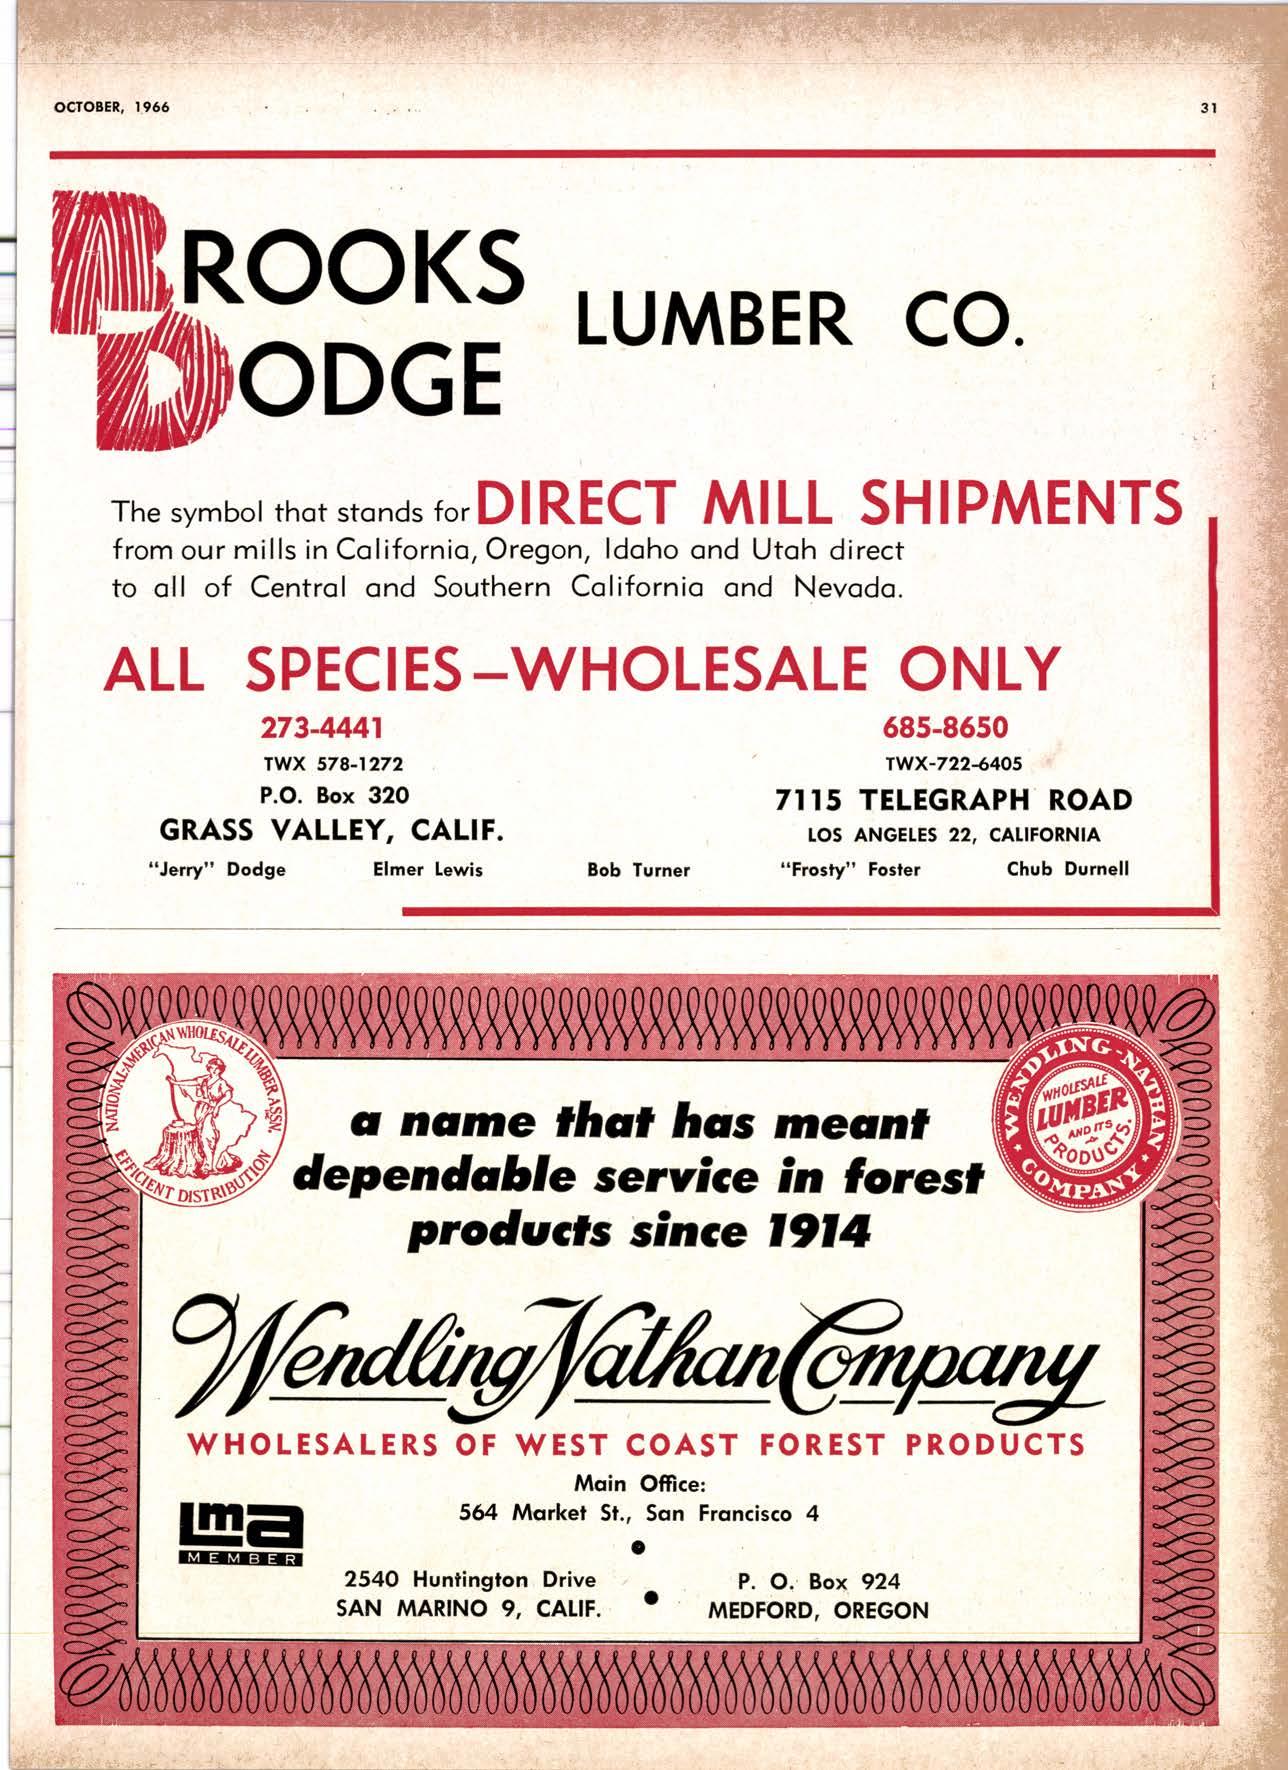 OCTOBER, 1966
31
BROOKS
DODGE
LUMBER CO.
The symbol that stands for DIRECT MILL SHIPMENTS
from our mills in California, Oregon, Idaho and Utah direct
to all of Central and Southern California and Nevada.
ALL SPECIES—WHOLESALE ONLY
273-4441
TWX 578-1272
P.O. Box 320
GRASS VALLEY, CALIF.
685-8650
TWX-722-6405
7115 TELEGRAPH ROAD
LOS ANGELES 22, CALIFORNIA
"Jerry" Dodge Elmer Lewis Bob Turner "Frosty" Foster Chub Durnell
NATIONAL-AMERICAN WHOLESALE LUMBER ASSN. INC.
EFFICIENT DISTRIBUTION
WENDLING-NATHAN
COMPANY
WHOLESALE
LUMBER
AND ITS
PRODUCTS.
a name that has meant
dependable service in forest
products since 1914
Wendling Nathan Company
WHOLESALERS OF WEST COAST FOREST PRODUCTS
Main Office:
564 Market St., San Francisco 4
lma
MEMBER
2540 Huntington Drive
SAN MARINO 9, CALIF.
P. O. Box 924
MEDFORD, OREGON